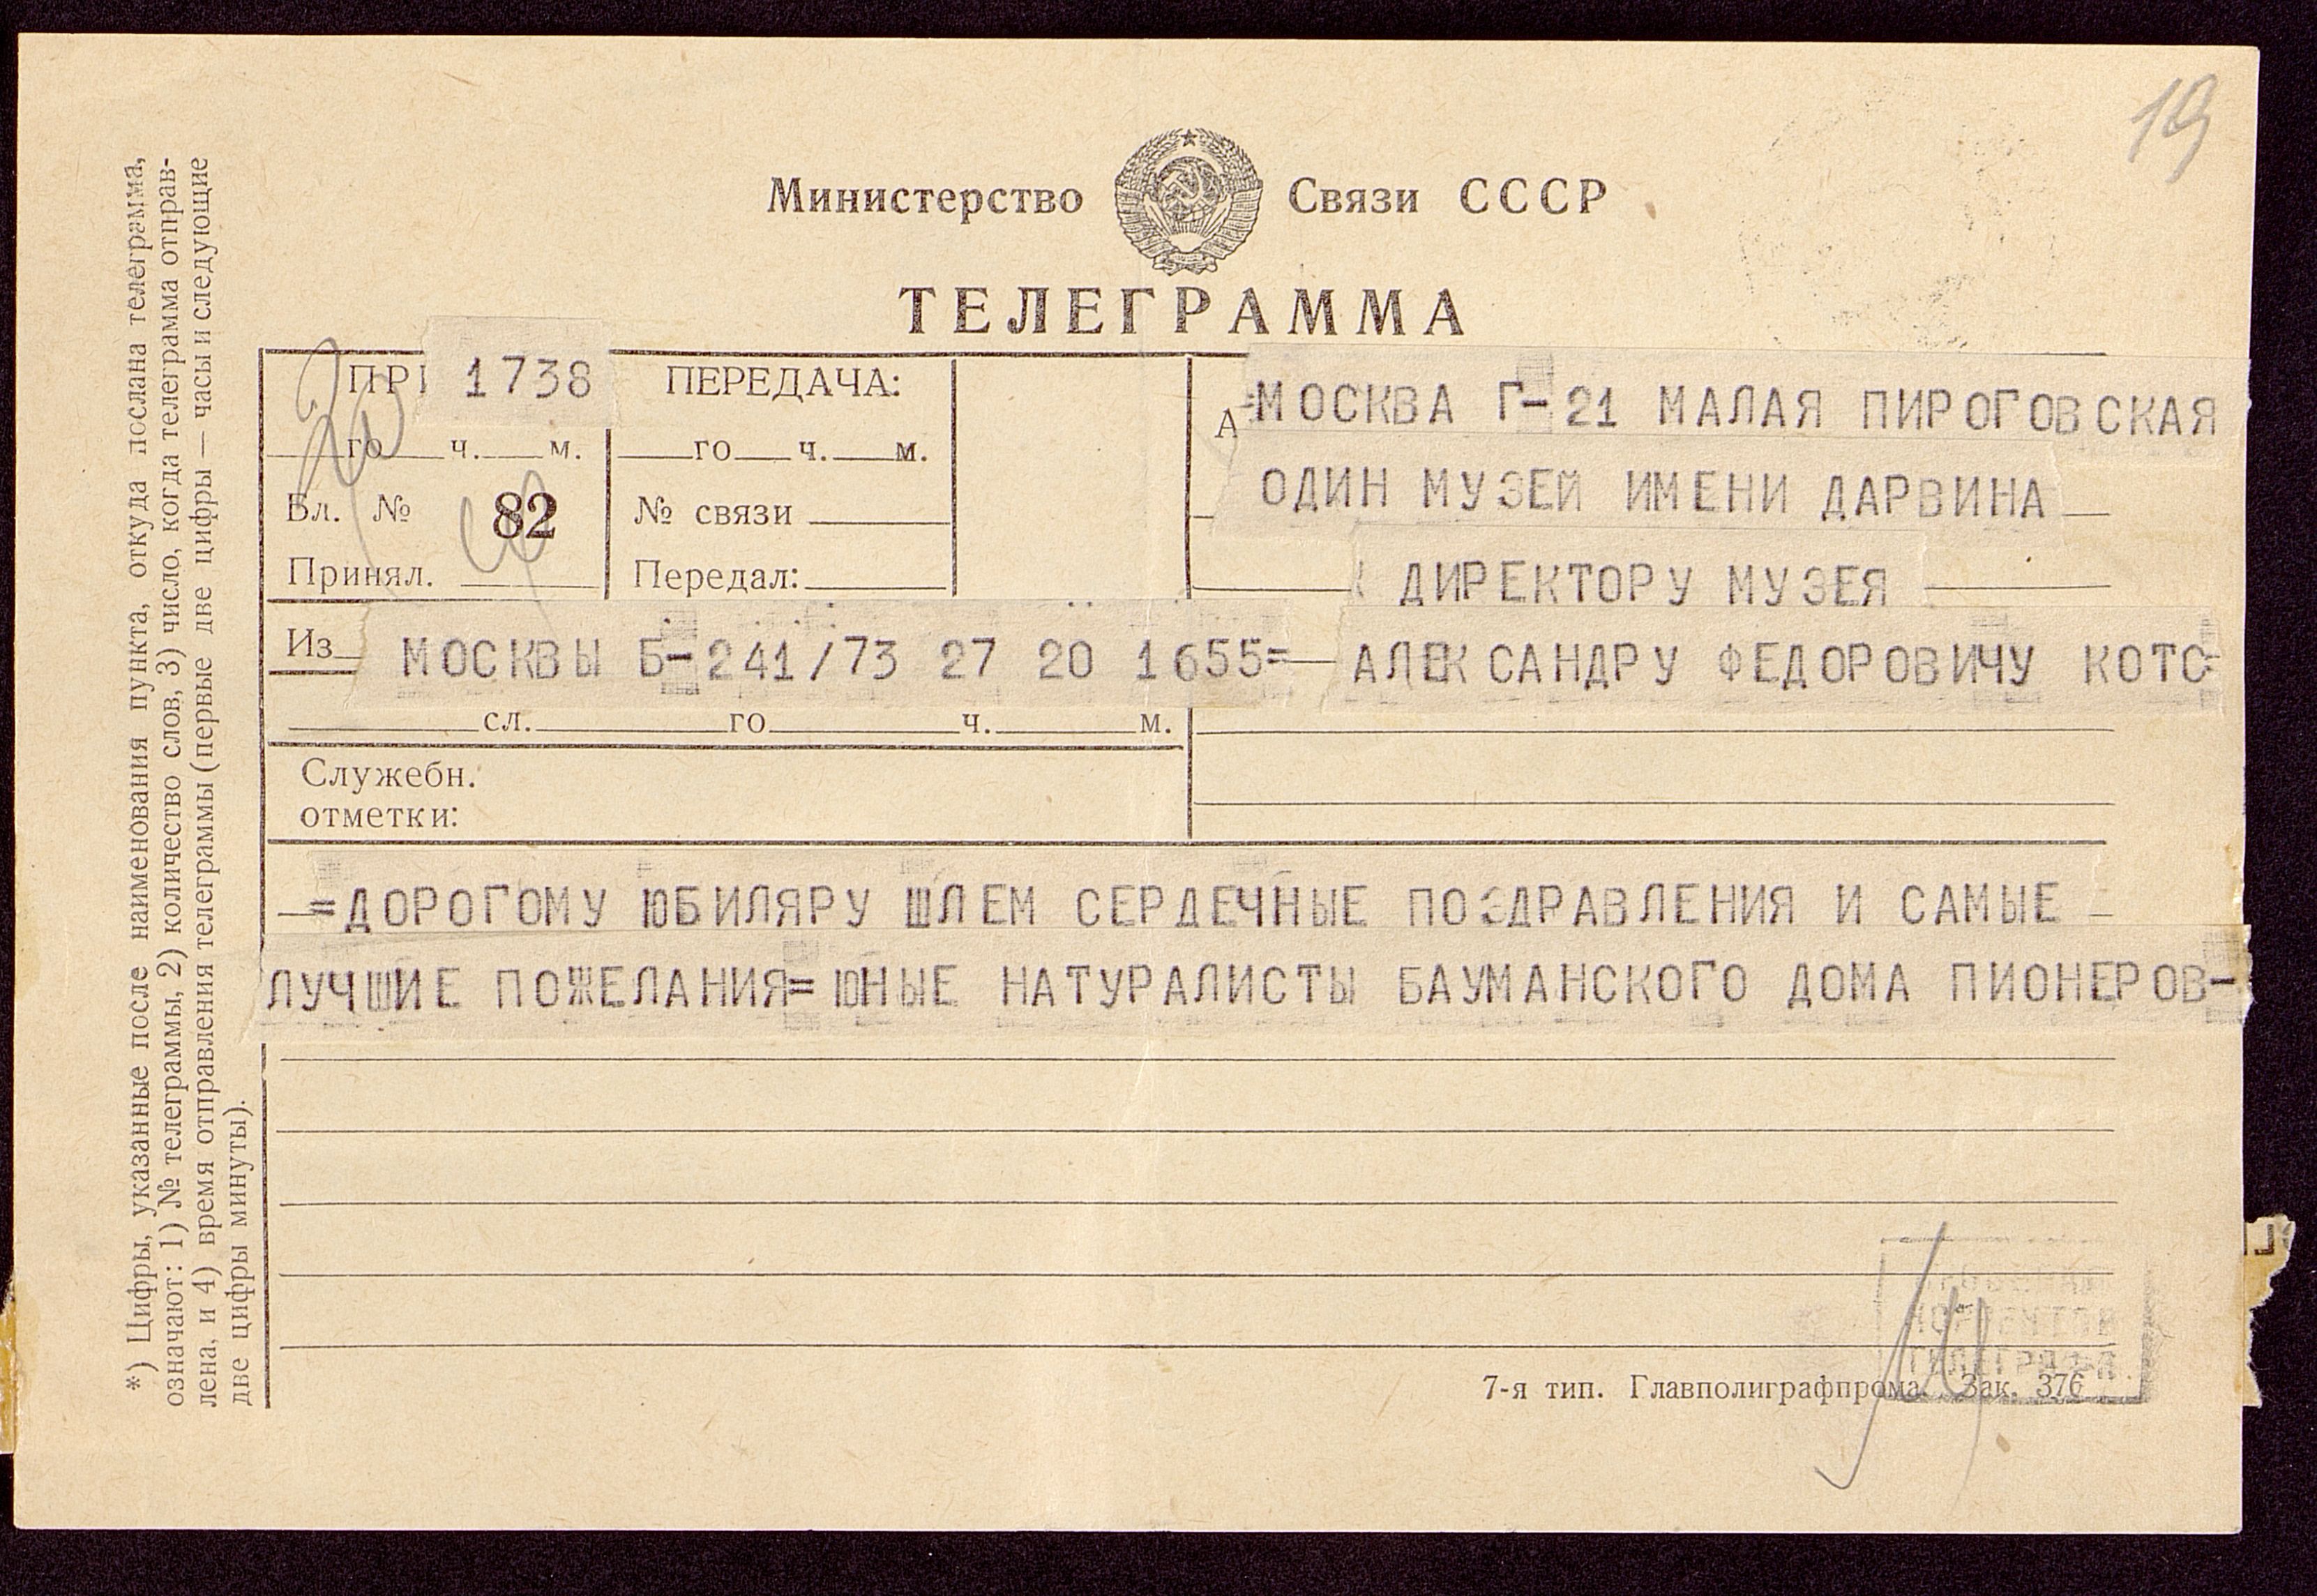 19
Министерство Связи СССР
ТЕЛЕГРАММА
1738 ПЕРЕДАЧА:
го ч. м. го ч. м.
Бл. № 82 № связи
Принял. Передал:
=МОСКВА Г-21 МАЛАЯ ПИРОГОВСКАЯ
ОДИН МУЗЕЙ ИМЕНИ ДАРВИНА
ДИРЕКТОРУ МУЗЕЯ
АЛЕКСАНДРУ ФЕДОРОВИЧУ КОТС=
Из МОСКВЫ Б-241/73 27 20 1655=
сл. го ч. м.
Служебн.
отметки:
=ДОРОГОМУ ЮБИЛЯРУ ШЛЕМ СЕРДЕЧНЫЕ ПОЗДРАВЛЕНИЯ И САМЫЕ
ЛУЧШИЕ ПОЖЕЛАНИЯ=ЮНЫЕ НАТУРАЛИСТЫ БАУМАНСКОГО ДОМА ПИОНЕРОВ-
7-я тип. Главполиграфпрома. Зак. 376
*) Цифры, указанные после наименования пункта, откуда послана телеграмма,
означают: 1) № телеграммы, 2) количество слов, 3) число, когда телеграмма отправ-
лена, и 4) время отправления телеграммы (первые две цифры — часы и следующие
две цифры минуты).